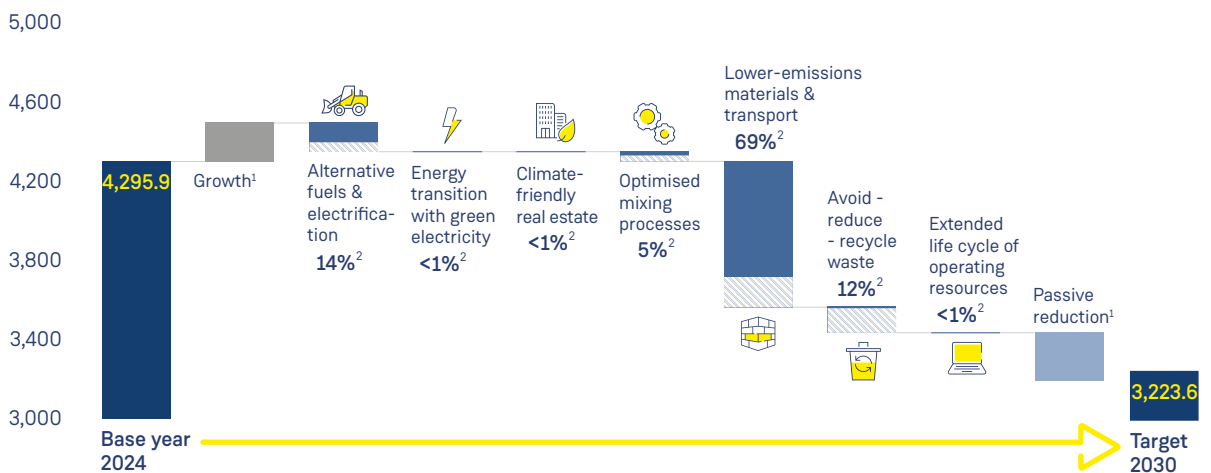 5,000
4,600
4,200
3,800
3,400
3,000
4,295.9
Base year
2024
Growth¹
Alternative
fuels &
electrifica-
tion
14%²
Energy
transition
with green
electricity
<1%²
Climate-
friendly
real estate
<1%²
Optimised
mixing
processes
5%²
Lower-emissions
materials &
transport
69%²
Avoid -
reduce
- recycle
waste
12%²
Extended
life cycle of
operating
resources
<1%²
Passive
reduction¹
3,223.6
Target
2030